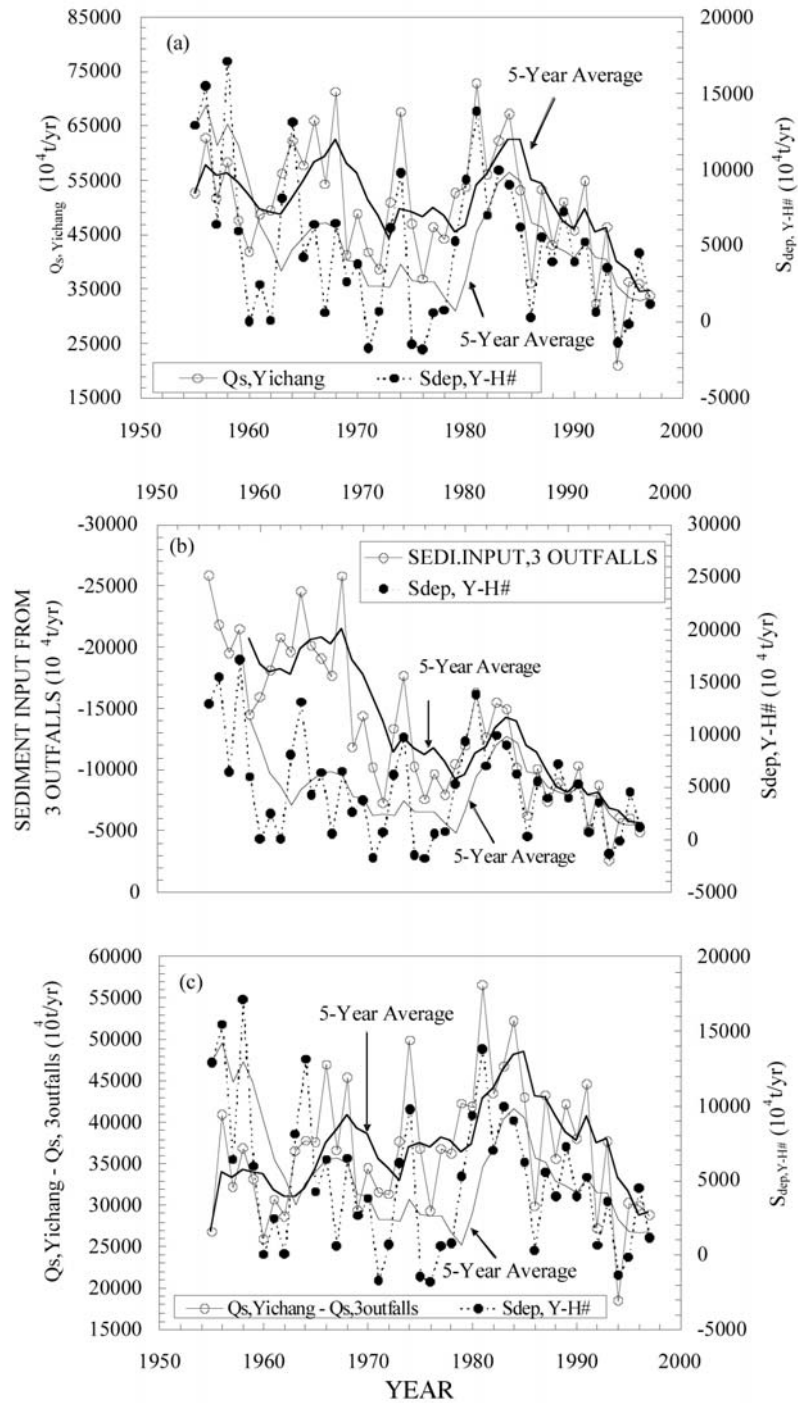 (a)
85000
75000
65000
55000
45000
35000
25000
15000
Qs, Yichang (10⁴t/yr)
20000
15000
10000
5000
0
-5000
Sdep, Y-H# (10⁴t/yr)
5-Year Average
5-Year Average
Qs,Yichang
Sdep,Y-H#
1950 1960 1970 1980 1990 2000
1950 1960 1970 1980 1990 2000
(b)
-30000
-25000
-20000
-15000
-10000
-5000
0
SEDIMENT INPUT FROM
3 OUTFALLS (10⁴t/yr)
30000
25000
20000
15000
10000
5000
0
-5000
Sdep,Y-H# (10⁴t/yr)
SEDI.INPUT,3 OUTFALLS
Sdep, Y-H#
5-Year Average
5-Year Average
(c)
60000
55000
50000
45000
40000
35000
30000
25000
20000
15000
Qs,Yichang - Qs, 3outfalls (10⁴t/yr)
20000
15000
10000
5000
0
-5000
Sdep,Y-H# (10⁴t/yr)
5-Year Average
5-Year Average
Qs,Yichang - Qs,3outfalls
Sdep,Y-H#
1950 1960 1970 1980 1990 2000
YEAR